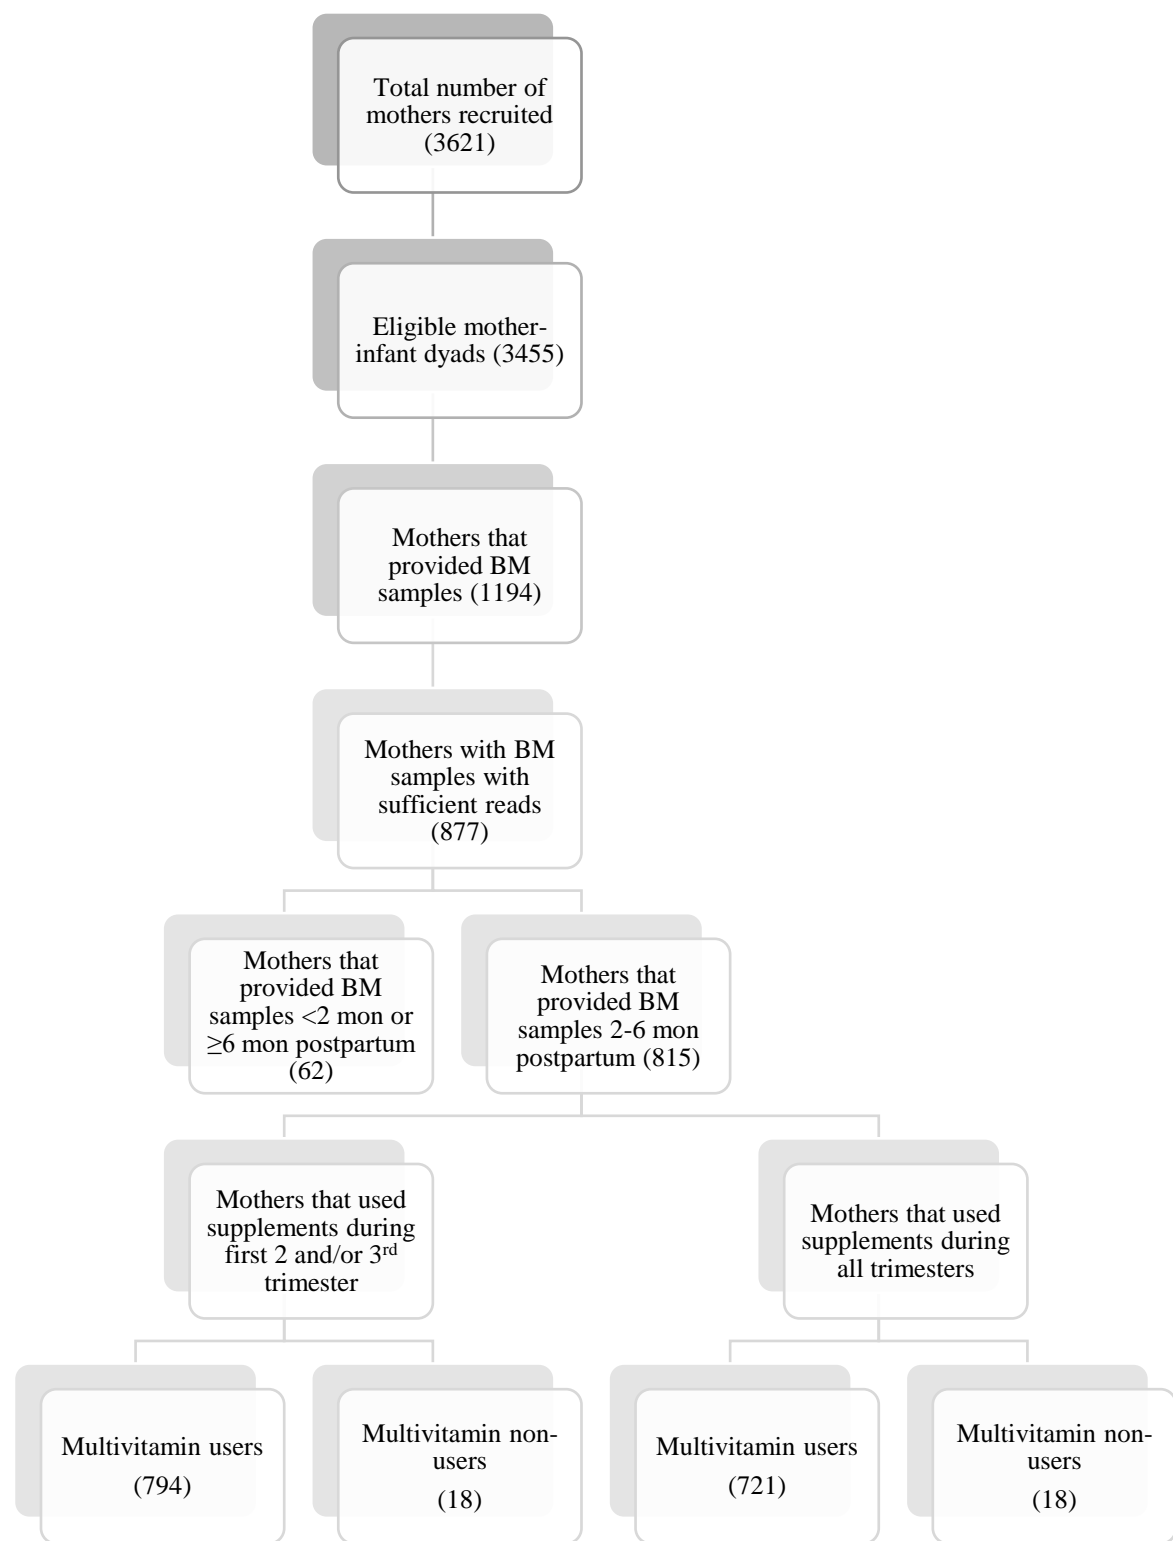 Total number of
mothers recruited
(3621)
Eligible mother-
infant dyads (3455)
Mothers that
provided BM
samples (1194)
Mothers with BM
samples with
sufficient reads
(877)
Mothers that
provided BM
samples <2 mon or
≥6 mon postpartum
(62)
Mothers that
provided BM
samples 2-6 mon
postpartum (815)
Mothers that used
supplements during
first 2 and/or 3rd
trimester
Mothers that used
supplements during
all trimesters
Multivitamin users
(794)
Multivitamin non-
users
(18)
Multivitamin users
(721)
Multivitamin non-
users
(18)